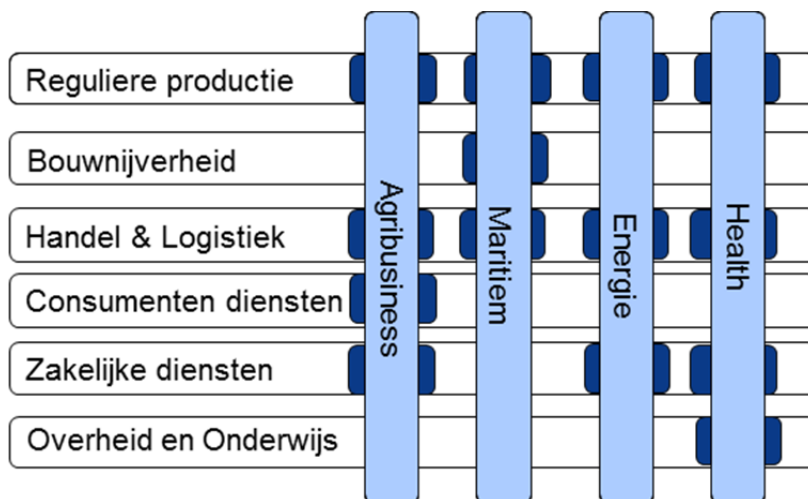 Reguliere productie
Bouwnijverheid
Handel & Logistiek
Consumenten diensten
Zakelijke diensten
Overheid en Onderwijs
Agribusiness
Maritiem
Energie
Health